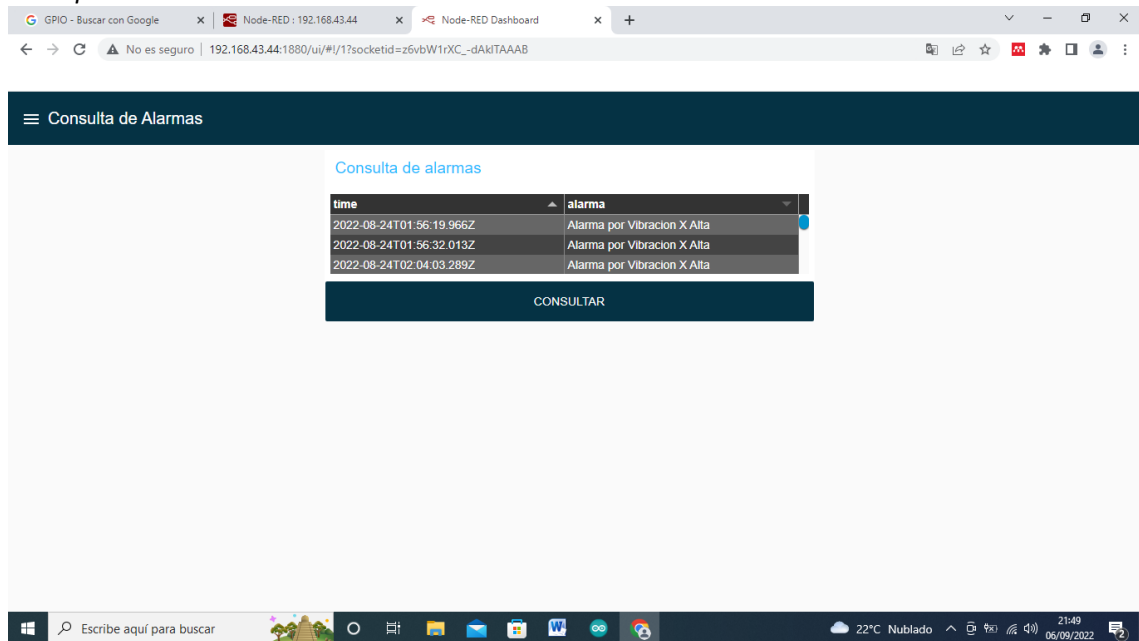 GPIO - Buscar con Google
Node-RED : 192.168.43.44
Node-RED Dashboard
No es seguro
192.168.43.44:1880/ui/#!/1?socketid=z6vbW1rXC_-dAklTAAAB
Consulta de Alarmas
Consulta de alarmas
time alarma
2022-08-24T01:56:19.966Z Alarma por Vibracion X Alta
2022-08-24T01:56:32.013Z Alarma por Vibracion X Alta
2022-08-24T02:04:03.289Z Alarma por Vibracion X Alta
CONSULTAR
Escribe aquí para buscar
22°C Nublado
21:49
06/09/2022
2